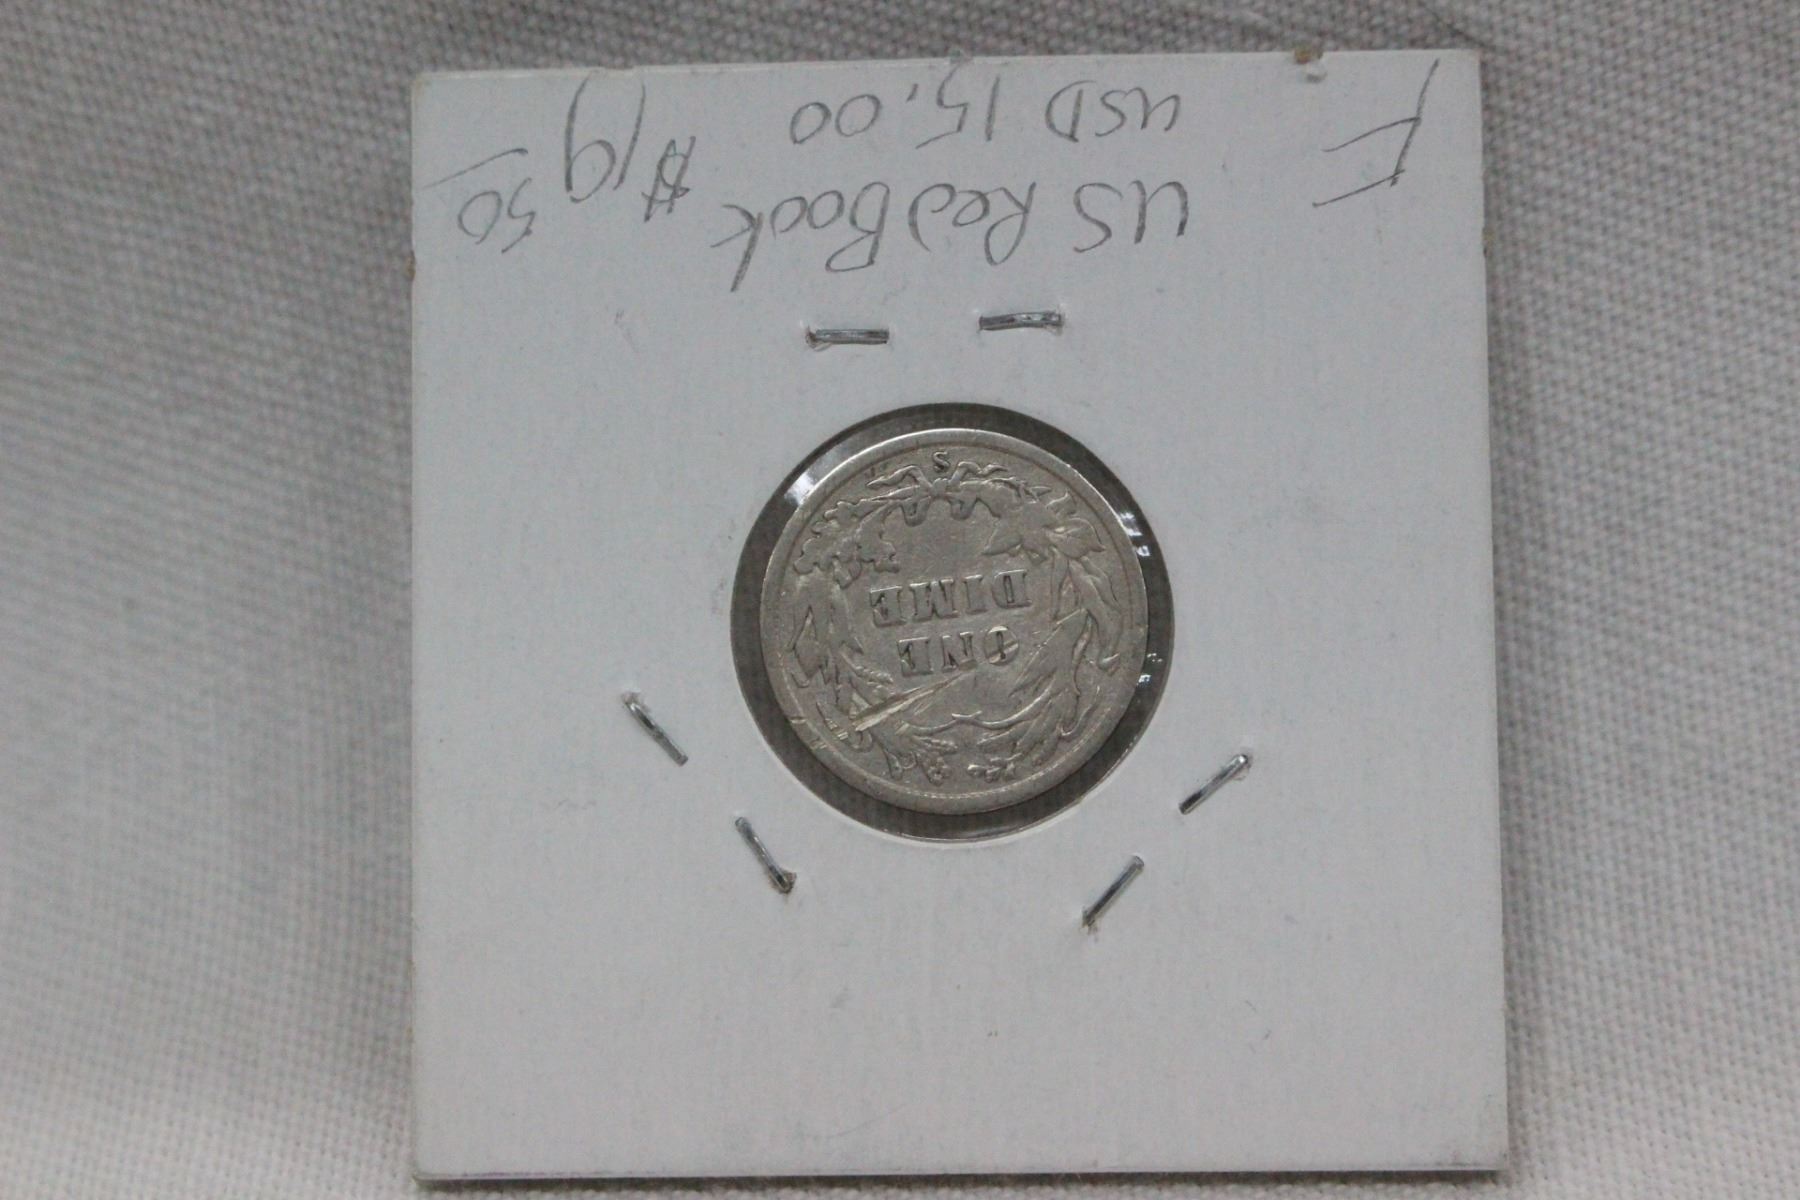 F US Red Book $19 50
USD 15.00
ONE
DIME
S